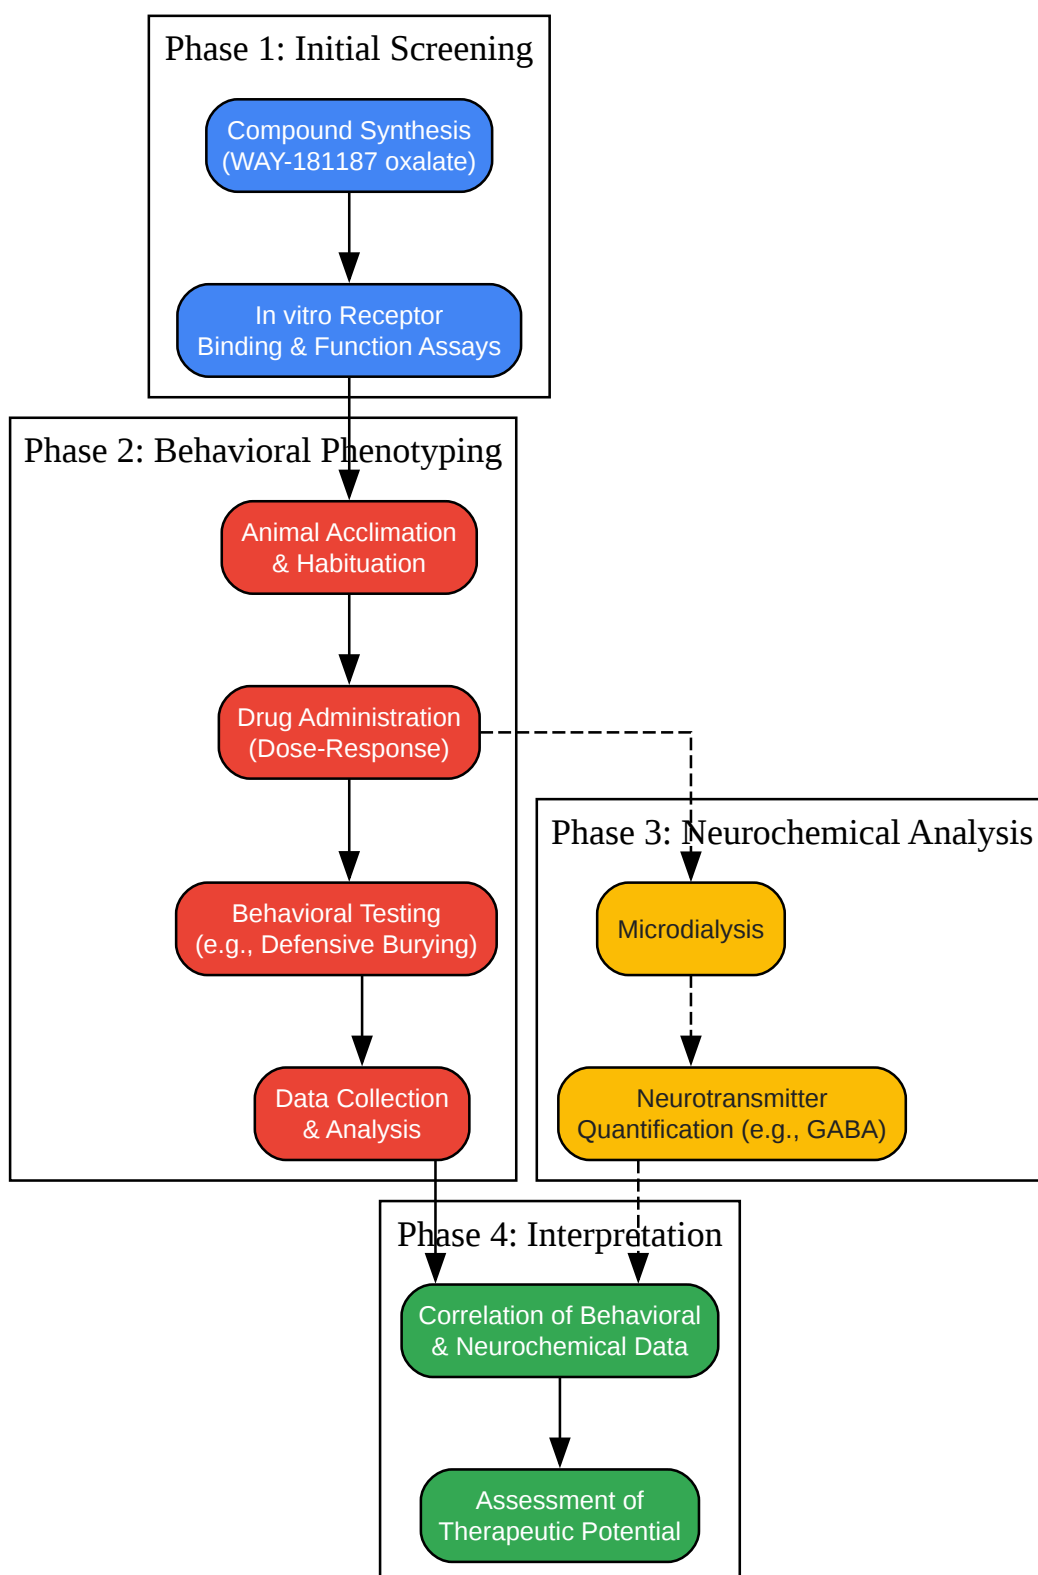 Phase 1: Initial Screening
Compound Synthesis
(WAY-181187 oxalate)
In vitro Receptor
Binding & Function Assays
Phase 2: Behavioral Phenotyping
Animal Acclimation
& Habituation
Drug Administration
(Dose-Response)
Behavioral Testing
(e.g., Defensive Burying)
Data Collection
& Analysis
Phase 3: Neurochemical Analysis
Microdialysis
Neurotransmitter
Quantification (e.g., GABA)
Phase 4: Interpretation
Correlation of Behavioral
& Neurochemical Data
Assessment of
Therapeutic Potential